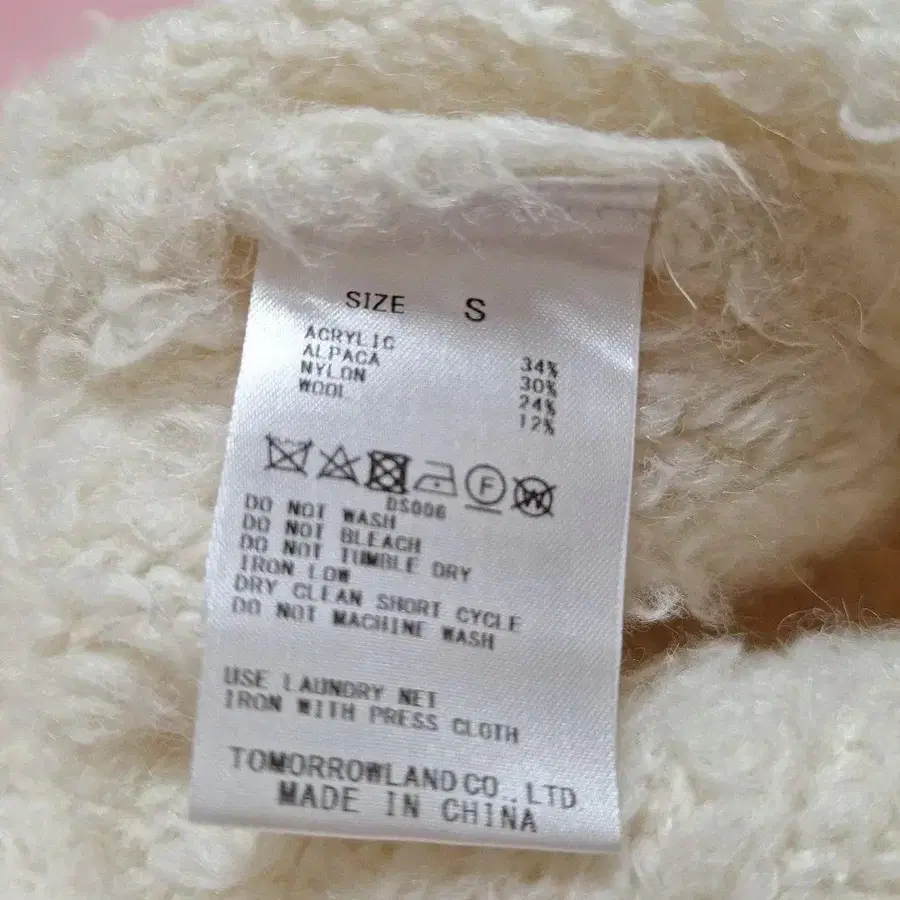 SIZE S
ACRYLIC 34%
ALPACA 30%
NYLON 24%
WOOL 12%
F W
DS006
DO NOT WASH
DO NOT BLEACH
DO NOT TUMBLE DRY
IRON LOW
DRY CLEAN SHORT CYCLE
DO NOT MACHINE WASH
USE LAUNDRY NET
IRON WITH PRESS CLOTH
TOMORROWLAND CO., LTD
MADE IN CHINA